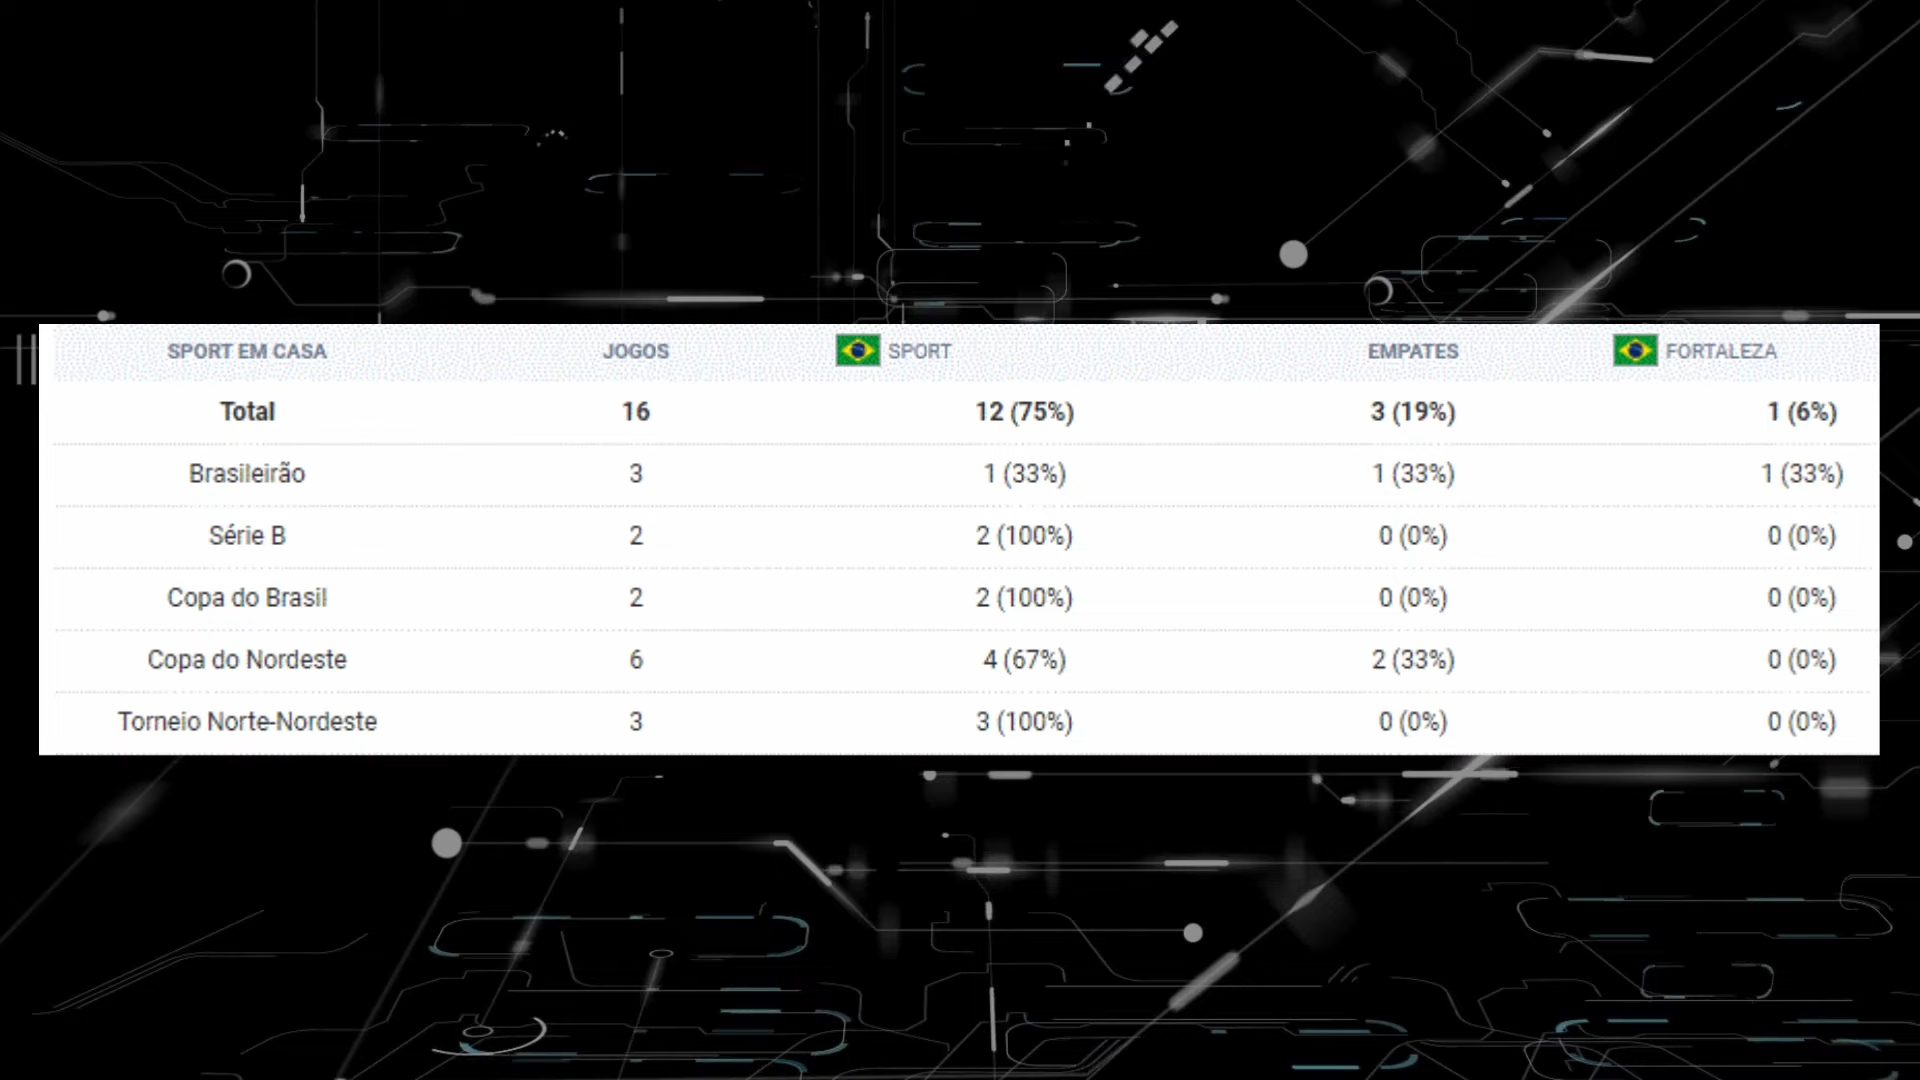 SPORT EM CASA JOGOS SPORT EMPATES FORTALEZA
Total 16 12 (75%) 3 (19%) 1 (6%)
Brasileirão 3 1 (33%) 1 (33%) 1 (33%)
Série B 2 2 (100%) 0 (0%) 0 (0%)
Copa do Brasil 2 2 (100%) 0 (0%) 0 (0%)
Copa do Nordeste 6 4 (67%) 2 (33%) 0 (0%)
Torneio Norte-Nordeste 3 3 (100%) 0 (0%) 0 (0%)